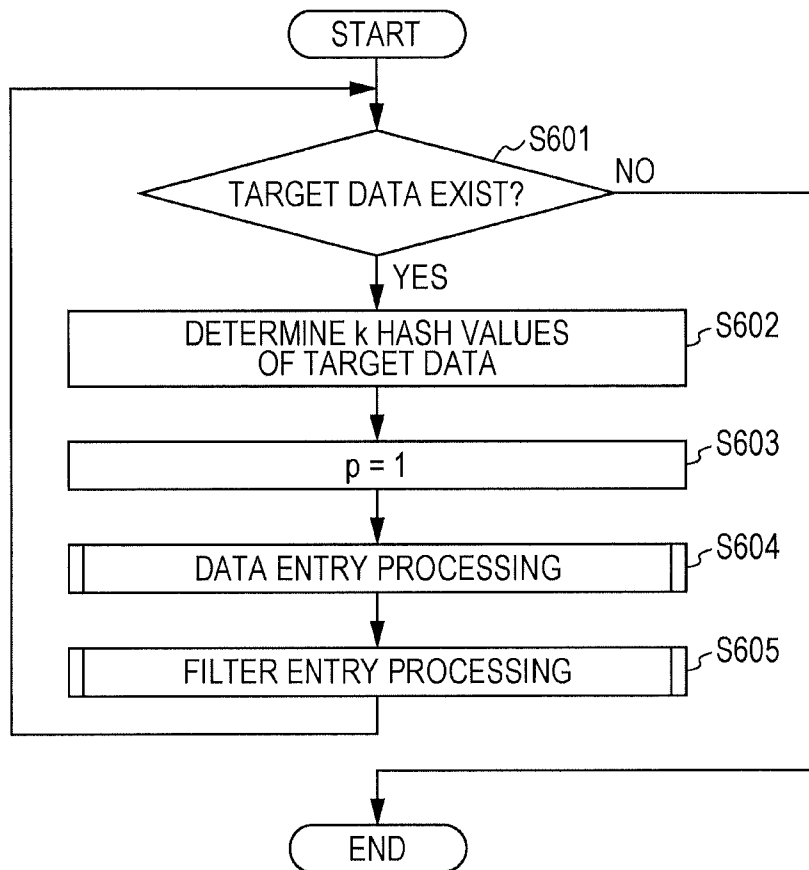 START
S601
TARGET DATA EXIST?
NO
YES
DETERMINE k HASH VALUES
OF TARGET DATA
S602
p = 1
S603
DATA ENTRY PROCESSING
S604
FILTER ENTRY PROCESSING
S605
END